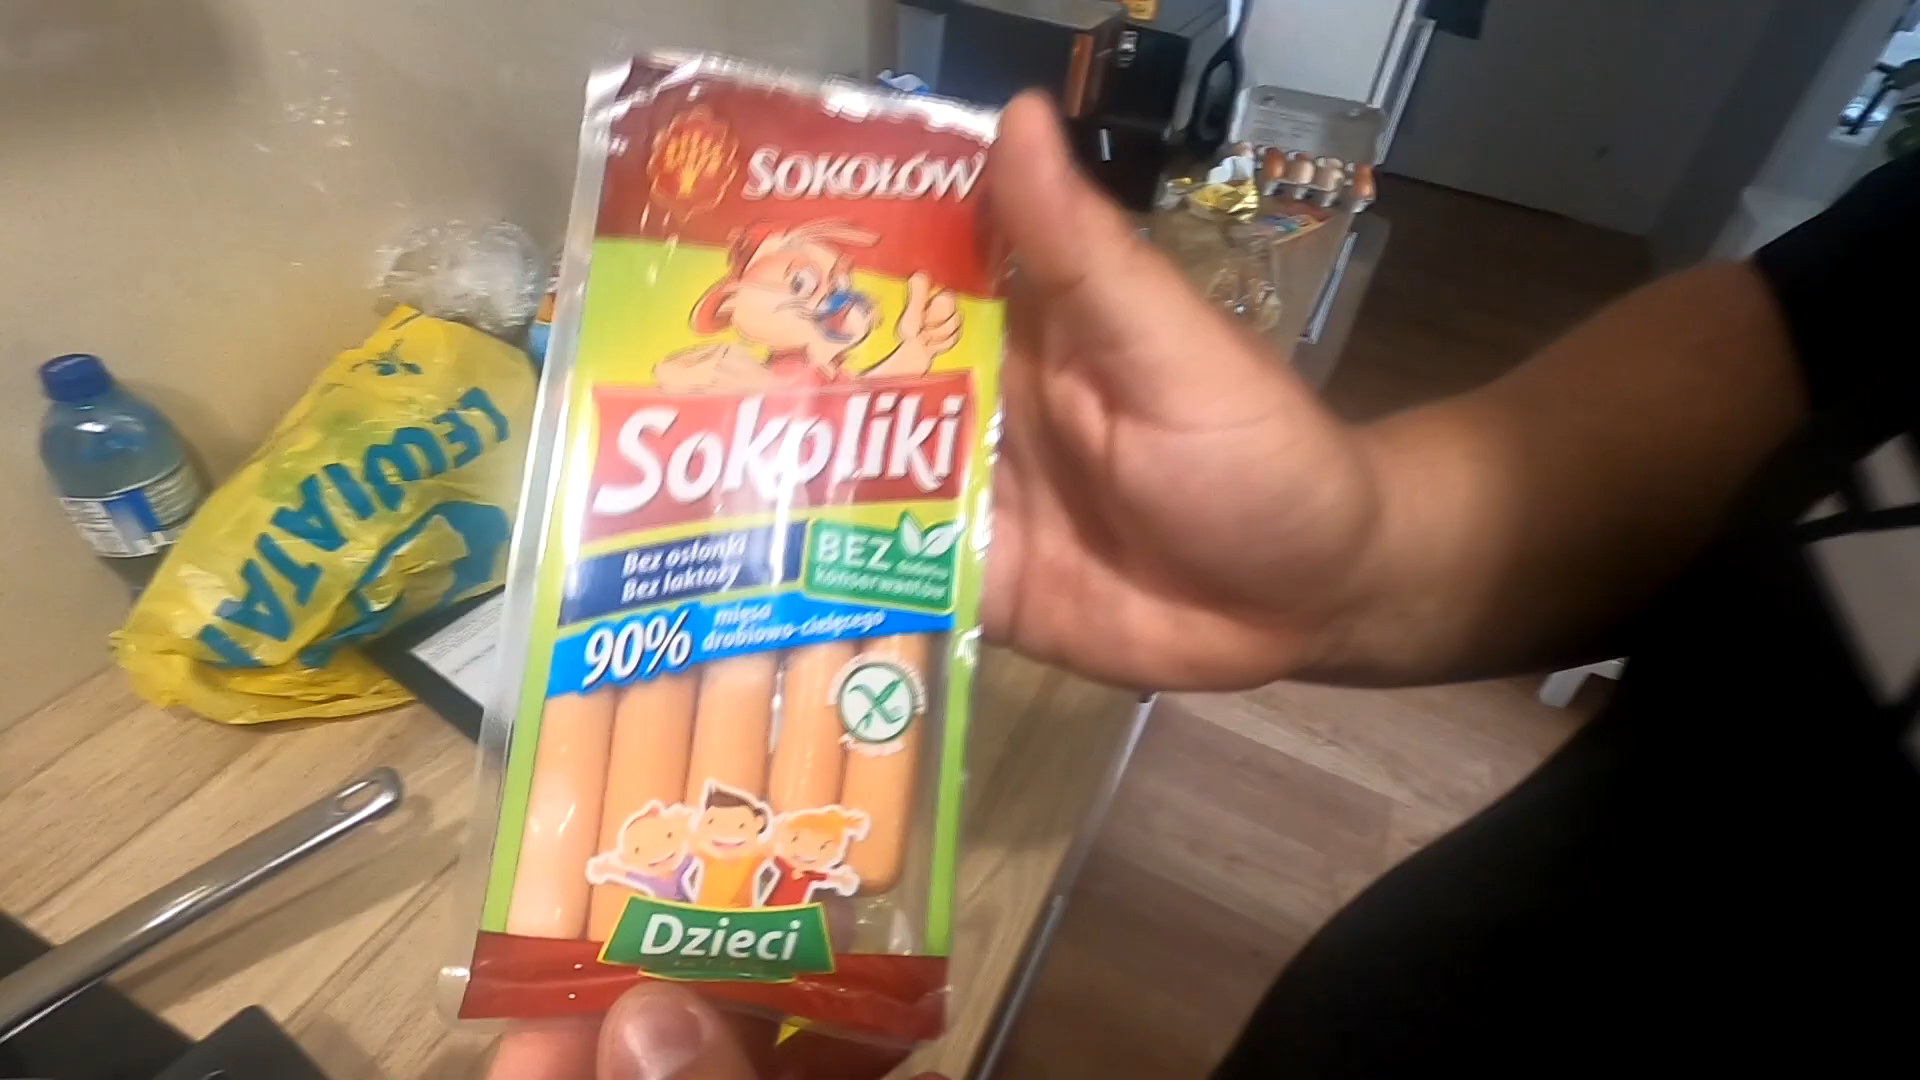 SOKOŁÓW
Sokoliki
Bez osłonki
Bez laktozy
BEZ
konserwantów
90% mięsa
drobiowo-cielęcego
Dzieci
LEWIATAN